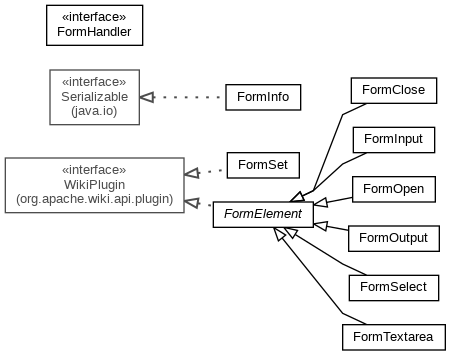 «interface»
FormHandler
«interface»
Serializable
(java.io)
FormInfo
FormClose
FormInput
«interface»
WikiPlugin
(org.apache.wiki.api.plugin)
FormSet
FormElement
FormOpen
FormOutput
FormSelect
FormTextarea